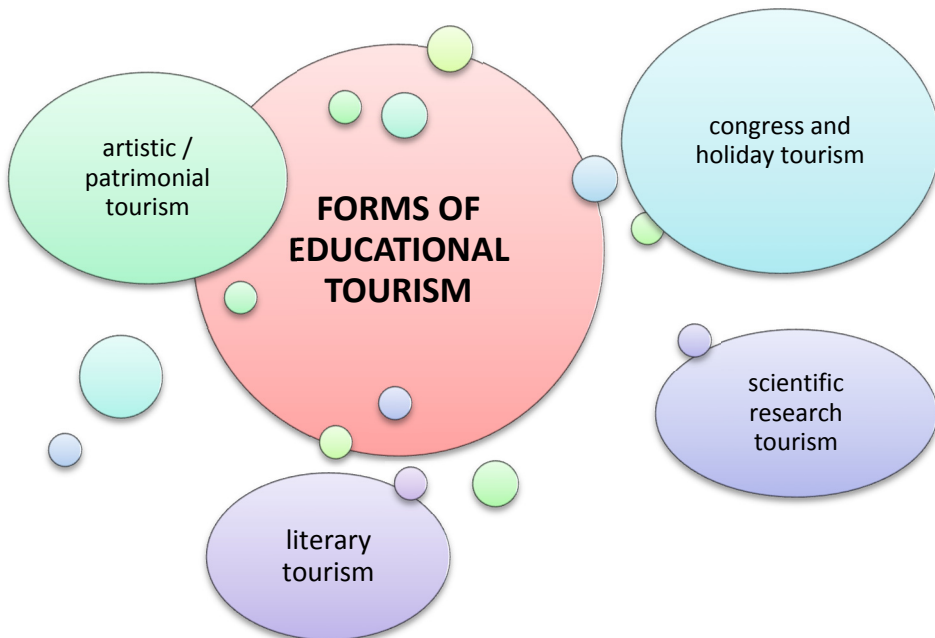 artistic /
patrimonial
tourism
FORMS OF
EDUCATIONAL
TOURISM
congress and
holiday tourism
scientific
research
tourism
literary
tourism